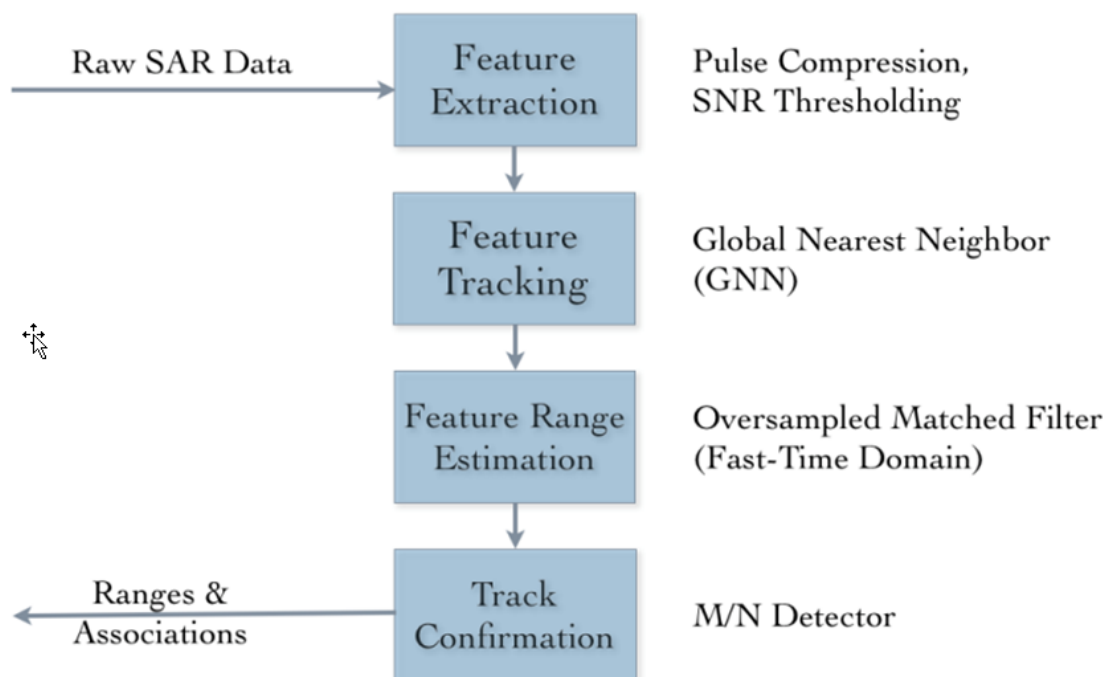 Raw SAR Data
Feature
Extraction
Pulse Compression,
SNR Thresholding
Feature
Tracking
Global Nearest Neighbor
(GNN)
Feature Range
Estimation
Oversampled Matched Filter
(Fast-Time Domain)
Ranges &
Associations
Track
Confirmation
M/N Detector